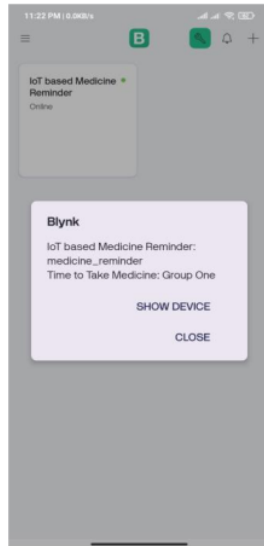 11:22 PM | 0.0KB/s
B
IoT based Medicine
Reminder
Online
Blynk
IoT based Medicine Reminder:
medicine_reminder
Time to Take Medicine: Group One
SHOW DEVICE
CLOSE